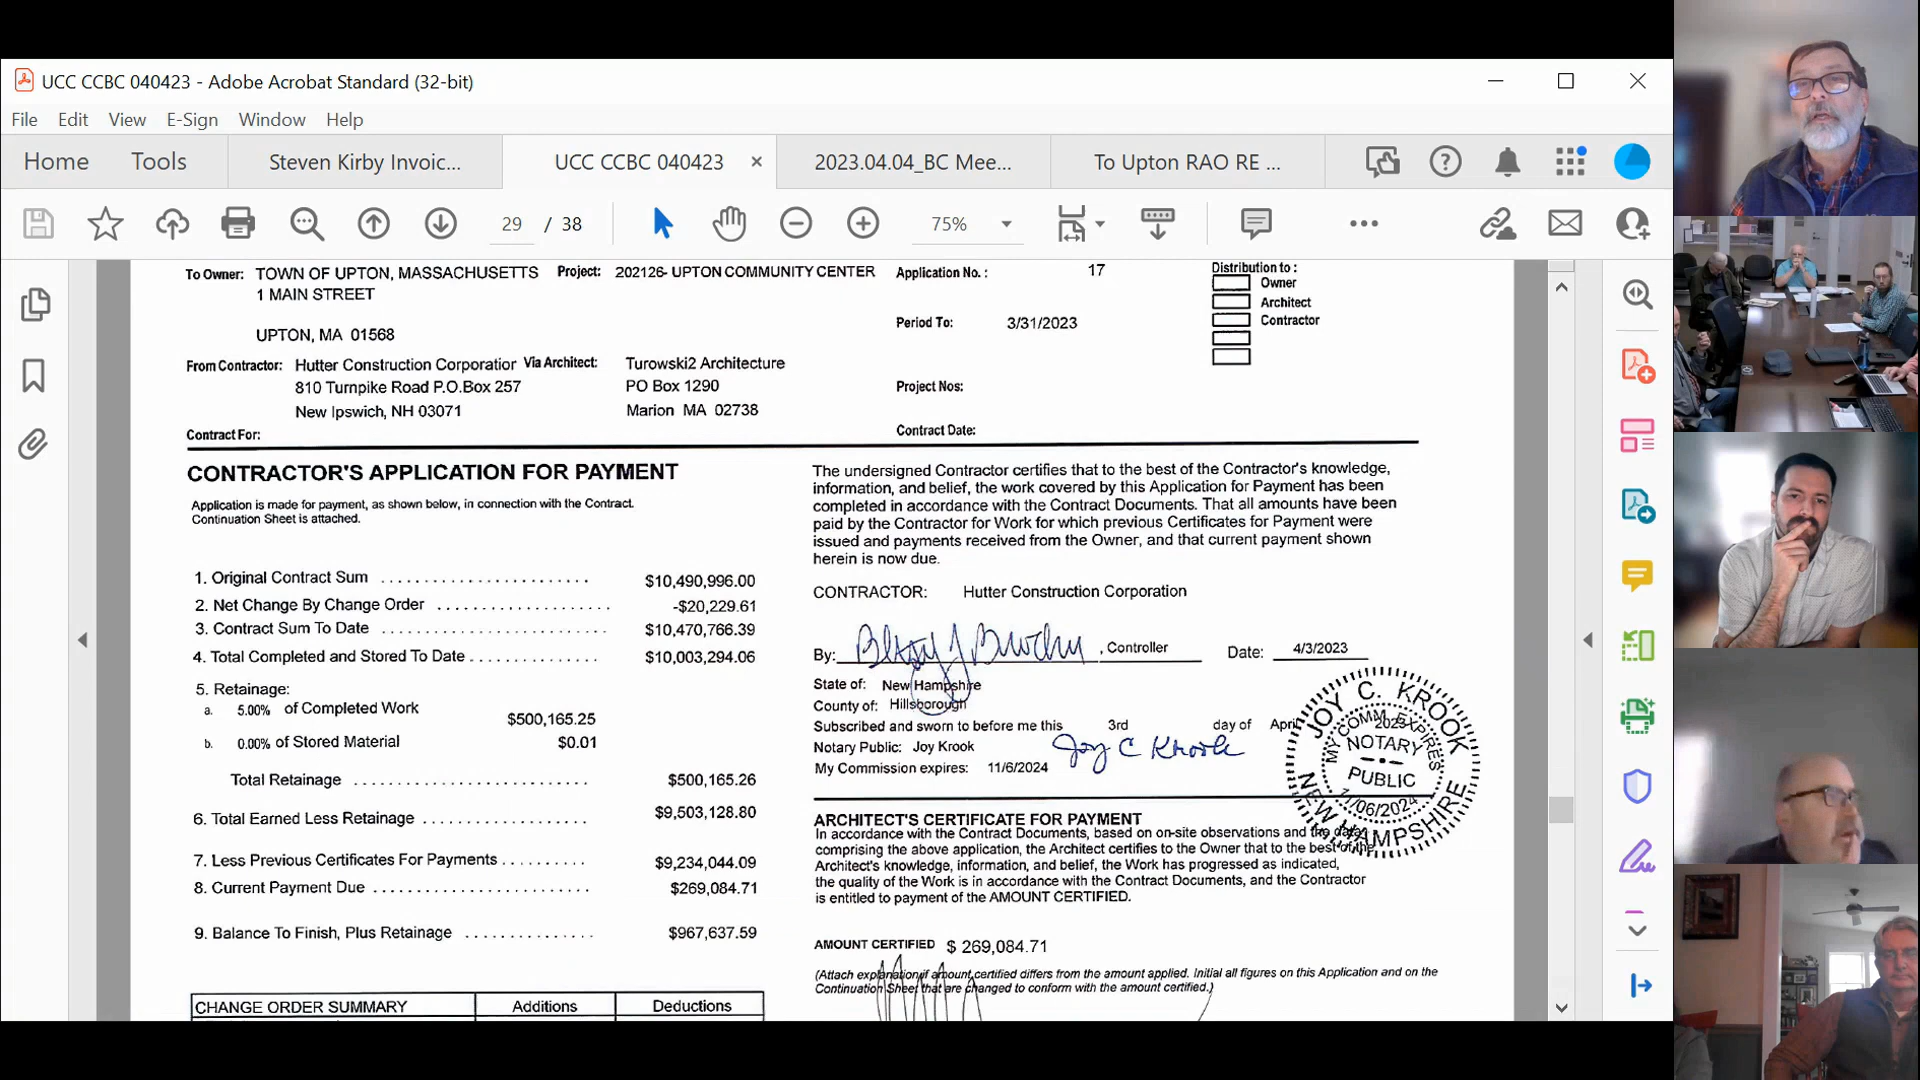 UCC CCBC 040423 - Adobe Acrobat Standard (32-bit)
File Edit View E-Sign Window Help
Home Tools Steven Kirby Invoic... UCC CCBC 040423 × 2023.04.04_BC Mee... To Upton RAO RE ...
29 / 38 75%
To Owner: TOWN OF UPTON, MASSACHUSETTS Project: 202126- UPTON COMMUNITY CENTER Application No. : 17 Distribution to :
1 MAIN STREET Owner
Architect
UPTON, MA 01568 Period To: 3/31/2023 Contractor
From Contractor: Hutter Construction Corporation Via Architect: Turowski2 Architecture
810 Turnpike Road P.O.Box 257 PO Box 1290 Project Nos:
New Ipswich, NH 03071 Marion MA 02738
Contract For: Contract Date:
CONTRACTOR'S APPLICATION FOR PAYMENT
Application is made for payment, as shown below, in connection with the Contract.
Continuation Sheet is attached.
1. Original Contract Sum $10,490,996.00
2. Net Change By Change Order -$20,229.61
3. Contract Sum To Date $10,470,766.39
4. Total Completed and Stored To Date $10,003,294.06
5. Retainage:
a. 5.00% of Completed Work $500,165.25
b. 0.00% of Stored Material $0.01
Total Retainage $500,165.26
6. Total Earned Less Retainage $9,503,128.80
7. Less Previous Certificates For Payments $9,234,044.09
8. Current Payment Due $269,084.71
9. Balance To Finish, Plus Retainage $967,637.59
CHANGE ORDER SUMMARY Additions Deductions
The undersigned Contractor certifies that to the best of the Contractor's knowledge,
information, and belief, the work covered by this Application for Payment has been
completed in accordance with the Contract Documents. That all amounts have been
paid by the Contractor for Work for which previous Certificates for Payment were
issued and payments received from the Owner, and that current payment shown
herein is now due.
CONTRACTOR: Hutter Construction Corporation
By: , Controller Date: 4/3/2023
State of: New Hampshire
County of: Hillsborough
Subscribed and sworn to before me this 3rd day of April 2023
Notary Public: Joy Krook Joy C Krook
My Commission expires: 11/6/2024
JOY C. KROOK
MY COMM. EXPIRES
NOTARY
PUBLIC
11/06/2024
NEW HAMPSHIRE
ARCHITECT'S CERTIFICATE FOR PAYMENT
In accordance with the Contract Documents, based on on-site observations and the data
comprising the above application, the Architect certifies to the Owner that to the best of the
Architect's knowledge, information, and belief, the Work has progressed as indicated,
the quality of the Work is in accordance with the Contract Documents, and the Contractor
is entitled to payment of the AMOUNT CERTIFIED.
AMOUNT CERTIFIED $ 269,084.71
(Attach explanation if amount certified differs from the amount applied. Initial all figures on this Application and on the
Continuation Sheet that are changed to conform with the amount certified.)